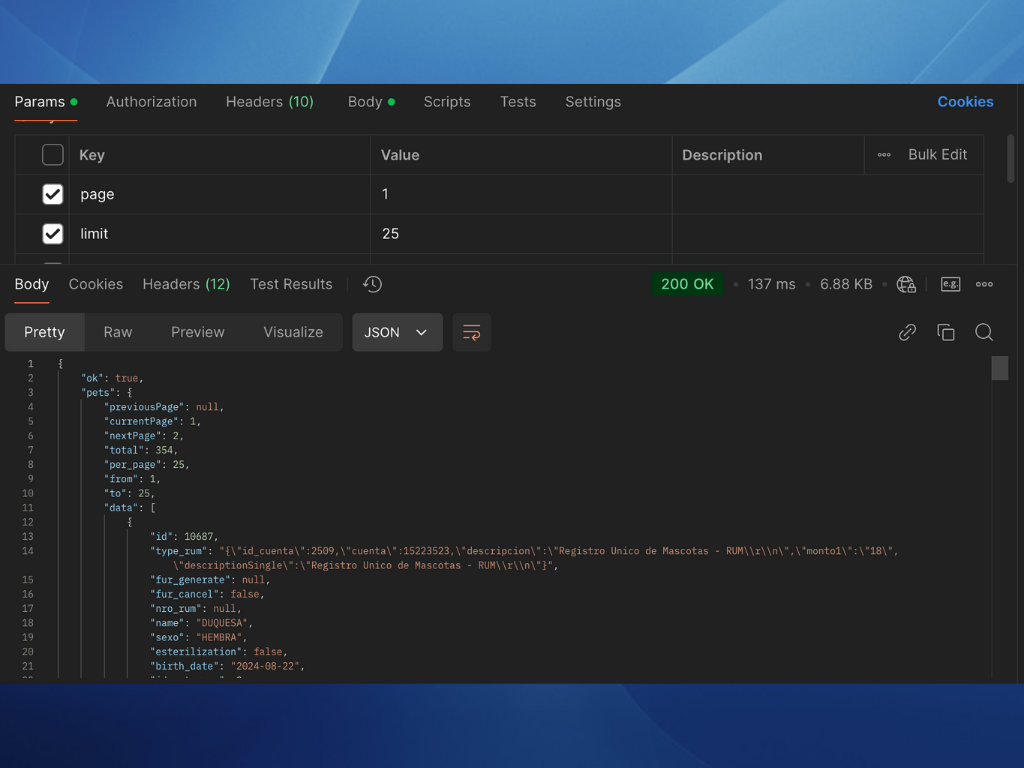 Params Authorization Headers (10) Body Scripts Tests Settings Cookies
Key Value Description Bulk Edit
page 1
limit 25
Body Cookies Headers (12) Test Results 200 OK 137 ms 6.88 KB e.g.
Pretty Raw Preview Visualize JSON
1 {
2 "ok": true,
3 "pets": {
4 "previousPage": null,
5 "currentPage": 1,
6 "nextPage": 2,
7 "total": 354,
8 "per_page": 25,
9 "from": 1,
10 "to": 25,
11 "data": [
12 {
13 "id": 10687,
14 "type_rum": "{\"id_cuenta\":2509,\"cuenta\":15223523,\"descripcion\":\"Registro Unico de Mascotas - RUM\\r\\n\",\"monto1\":\"18\",
\"descriptionSingle\":\"Registro Unico de Mascotas - RUM\\r\\n\"}",
15 "fur_generate": null,
16 "fur_cancel": false,
17 "nro_rum": null,
18 "name": "DUQUESA",
19 "sexo": "HEMBRA",
20 "esterilization": false,
21 "birth_date": "2024-08-22",